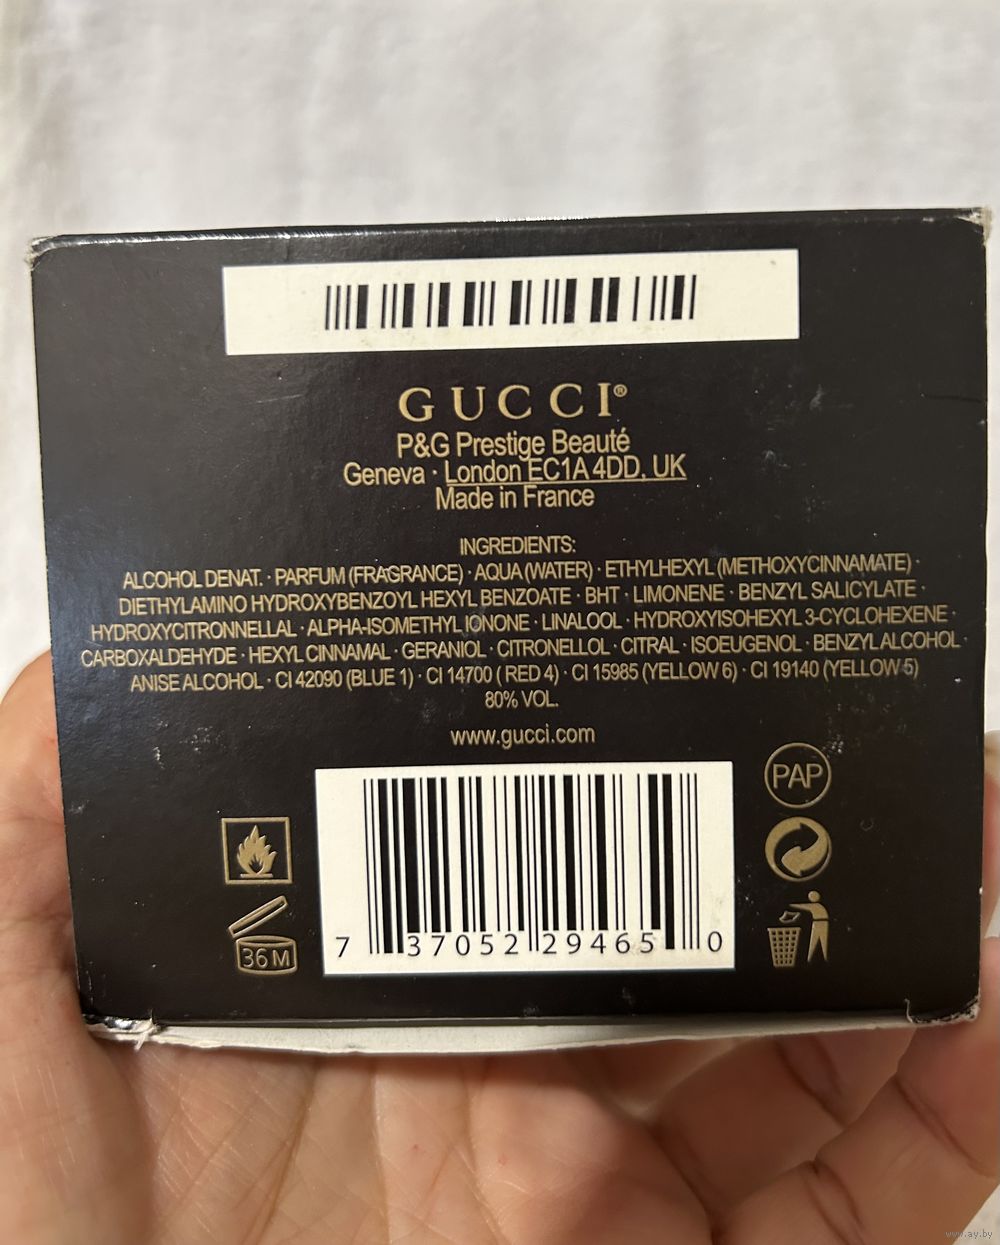 GUCCI®
P&G Prestige Beauté
Geneva · London EC1A 4DD, UK
Made in France
INGREDIENTS:
ALCOHOL DENAT. · PARFUM (FRAGRANCE) · AQUA (WATER) · ETHYLHEXYL (METHOXYCINNAMATE) ·
DIETHYLAMINO HYDROXYBENZOYL HEXYL BENZOATE · BHT · LIMONENE · BENZYL SALICYLATE ·
HYDROXYCITRONNELLAL · ALPHA-ISOMETHYL IONONE · LINALOOL · HYDROXYISOHEXYL 3-CYCLOHEXENE ·
CARBOXALDEHYDE · HEXYL CINNAMAL · GERANIOL · CITRONELLOL · CITRAL · ISOEUGENOL · BENZYL ALCOHOL ·
ANISE ALCOHOL · CI 42090 (BLUE 1) · CI 14700 ( RED 4) · CI 15985 (YELLOW 6) · CI 19140 (YELLOW 5)
80% VOL.
www.gucci.com
PAP
36 M
7 37052 29465 0
www.ay.by